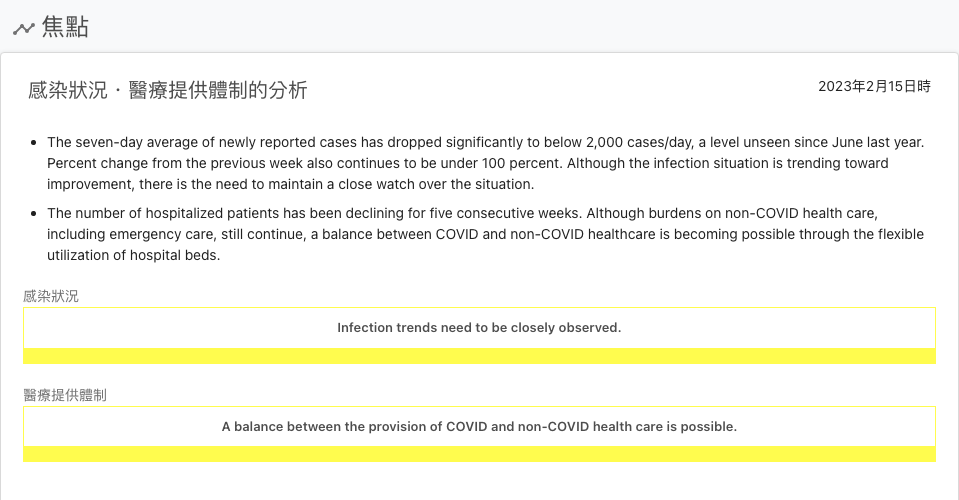 焦點
感染狀況・醫療提供體制的分析
2023年2月15日時
The seven-day average of newly reported cases has dropped significantly to below 2,000 cases/day, a level unseen since June last year.
Percent change from the previous week also continues to be under 100 percent. Although the infection situation is trending toward
improvement, there is the need to maintain a close watch over the situation.
The number of hospitalized patients has been declining for five consecutive weeks. Although burdens on non-COVID health care,
including emergency care, still continue, a balance between COVID and non-COVID healthcare is becoming possible through the flexible
utilization of hospital beds.
感染狀況
Infection trends need to be closely observed.
醫療提供體制
A balance between the provision of COVID and non-COVID health care is possible.